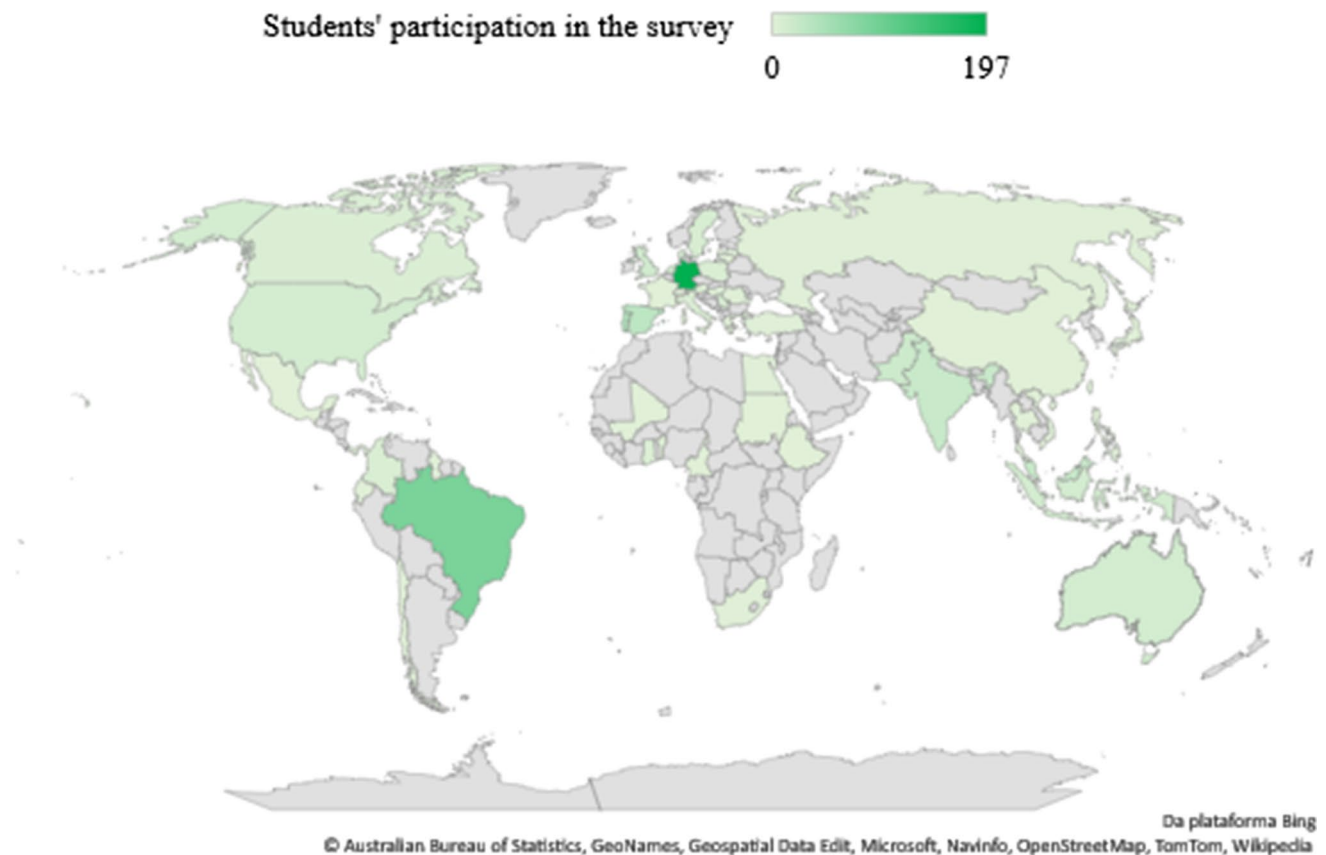 Students' participation in the survey
0 197
Da plataforma Bing
© Australian Bureau of Statistics, GeoNames, Geospatial Data Edit, Microsoft, Navinfo, OpenStreetMap, TomTom, Wikipedia